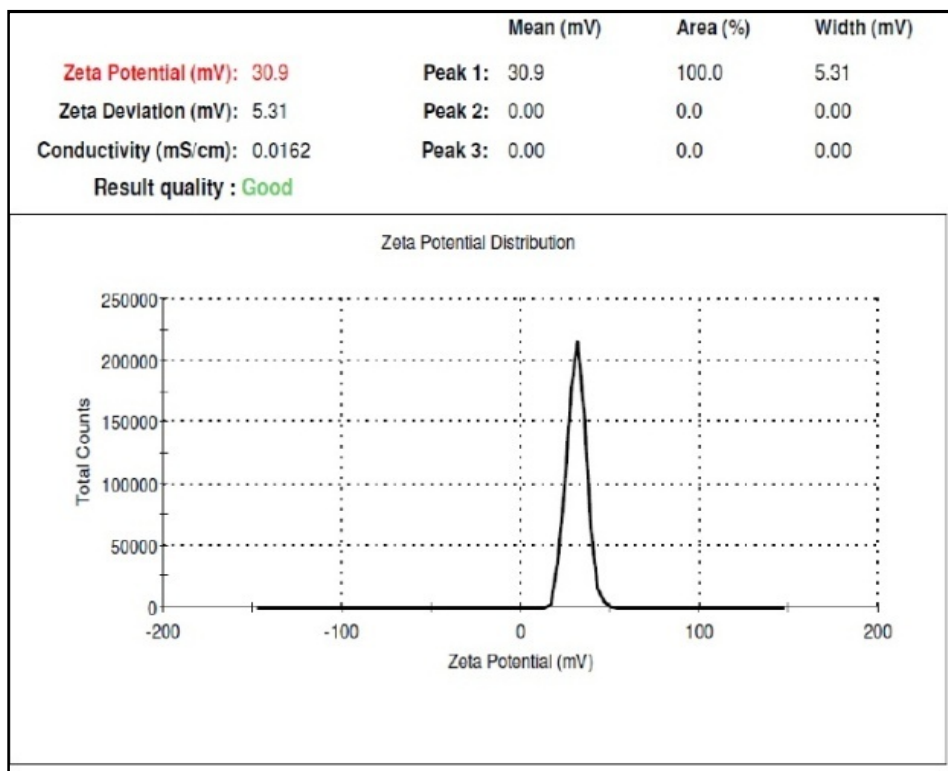 Mean (mV) Area (%) Width (mV)
Zeta Potential (mV): 30.9 Peak 1: 30.9 100.0 5.31
Zeta Deviation (mV): 5.31 Peak 2: 0.00 0.0 0.00
Conductivity (mS/cm): 0.0162 Peak 3: 0.00 0.0 0.00
Result quality : Good
Zeta Potential Distribution
250000
200000
150000
100000
50000
0
Total Counts
-200 -100 0 100 200
Zeta Potential (mV)